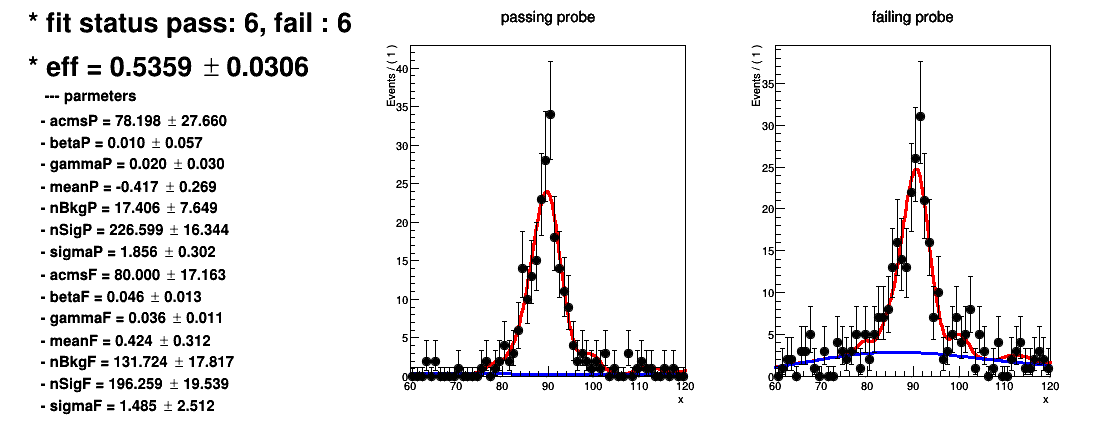 * fit status pass: 6, fail : 6
* eff = 0.5359 ± 0.0306
--- parmeters
- acmsP = 78.198 ± 27.660
- betaP = 0.010 ± 0.057
- gammaP = 0.020 ± 0.030
- meanP = -0.417 ± 0.269
- nBkgP = 17.406 ± 7.649
- nSigP = 226.599 ± 16.344
- sigmaP = 1.856 ± 0.302
- acmsF = 80.000 ± 17.163
- betaF = 0.046 ± 0.013
- gammaF = 0.036 ± 0.011
- meanF = 0.424 ± 0.312
- nBkgF = 131.724 ± 17.817
- nSigF = 196.259 ± 19.539
- sigmaF = 1.485 ± 2.512
passing probe
Events / ( 1 )
40
35
30
25
20
15
10
5
0
60 70 80 90 100 110 120
x
failing probe
Events / ( 1 )
35
30
25
20
15
10
5
0
60 70 80 90 100 110 120
x